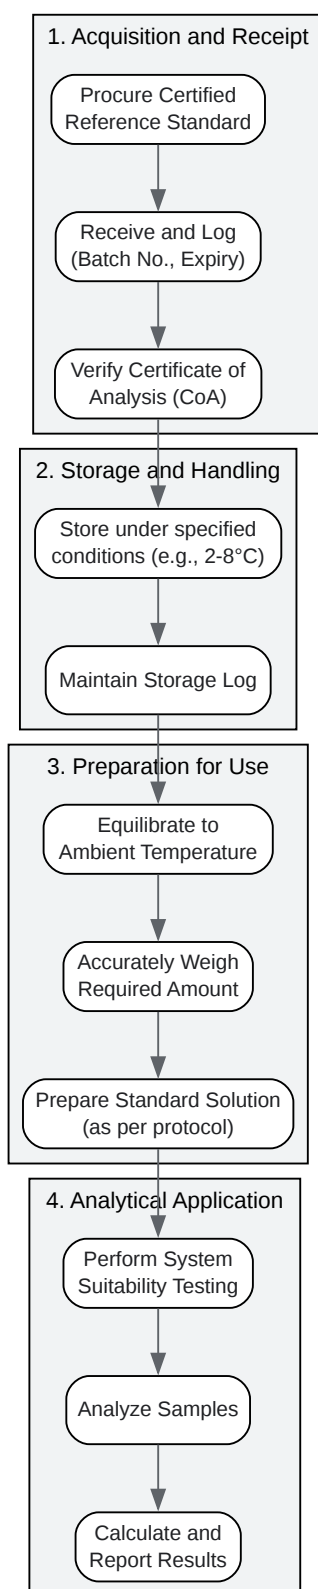 1. Acquisition and Receipt
Procure Certified
Reference Standard
Receive and Log
(Batch No., Expiry)
Verify Certificate of
Analysis (CoA)
2. Storage and Handling
Store under specified
conditions (e.g., 2-8°C)
Maintain Storage Log
3. Preparation for Use
Equilibrate to
Ambient Temperature
Accurately Weigh
Required Amount
Prepare Standard Solution
(as per protocol)
4. Analytical Application
Perform System
Suitability Testing
Analyze Samples
Calculate and
Report Results